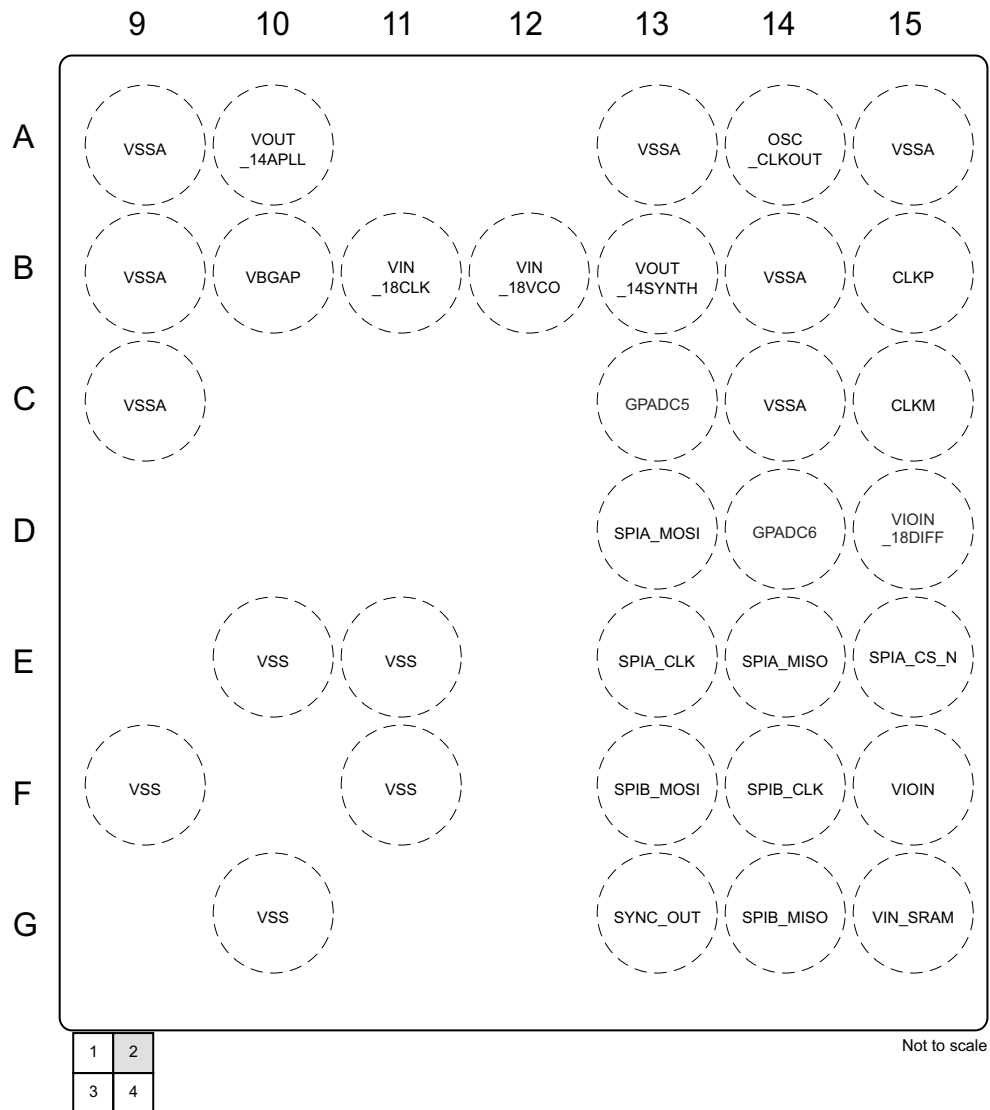 9 10 11 12 13 14 15
A
VSSA
VOUT
_14APLL
VSSA
OSC
_CLKOUT
VSSA
B
VSSA
VBGAP
VIN
_18CLK
VIN
_18VCO
VOUT
_14SYNTH
VSSA
CLKP
C
VSSA
GPADC5
VSSA
CLKM
D
SPIA_MOSI
GPADC6
VIOIN
_18DIFF
E
VSS
VSS
SPIA_CLK
SPIA_MISO
SPIA_CS_N
F
VSS
VSS
SPIB_MOSI
SPIB_CLK
VIOIN
G
VSS
SYNC_OUT
SPIB_MISO
VIN_SRAM
1 2
3 4
Not to scale